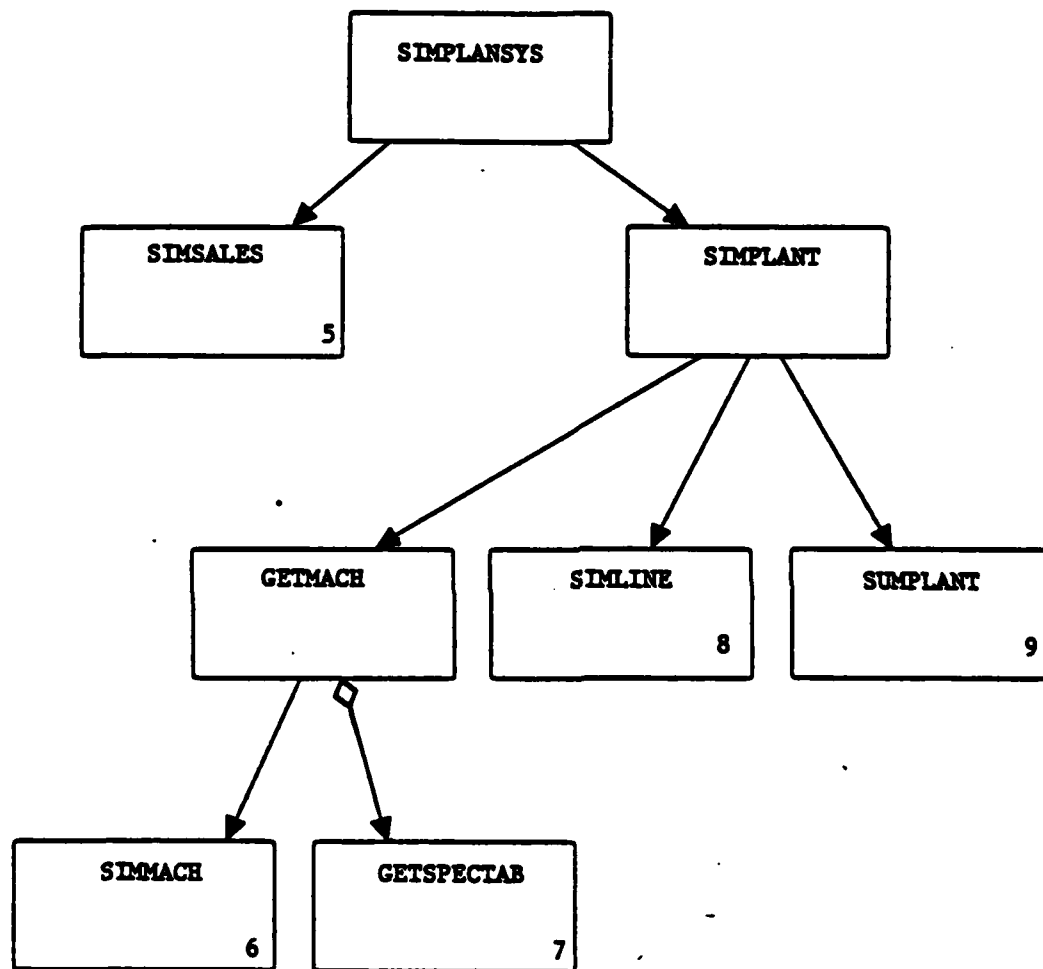 SIMPLANSYS
SIMSALES
5
SIMPLANT
GETMACH
SIMLINE
8
SUMPLANT
9
SIMMACH
6
GETSPECTAB
7